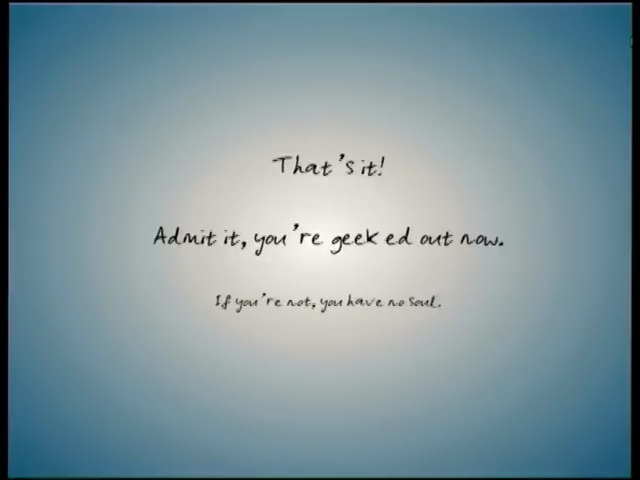 That's it!
Admit it, you're geeked out now.
If you're not, you have no soul.